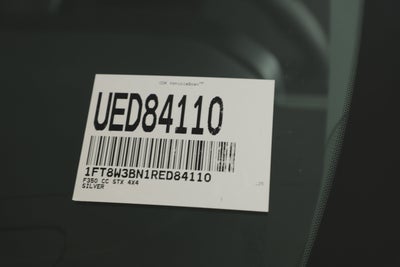 UED84110
1FT8W3BN1RED84110
F350 CC STX 4X4
SILVER